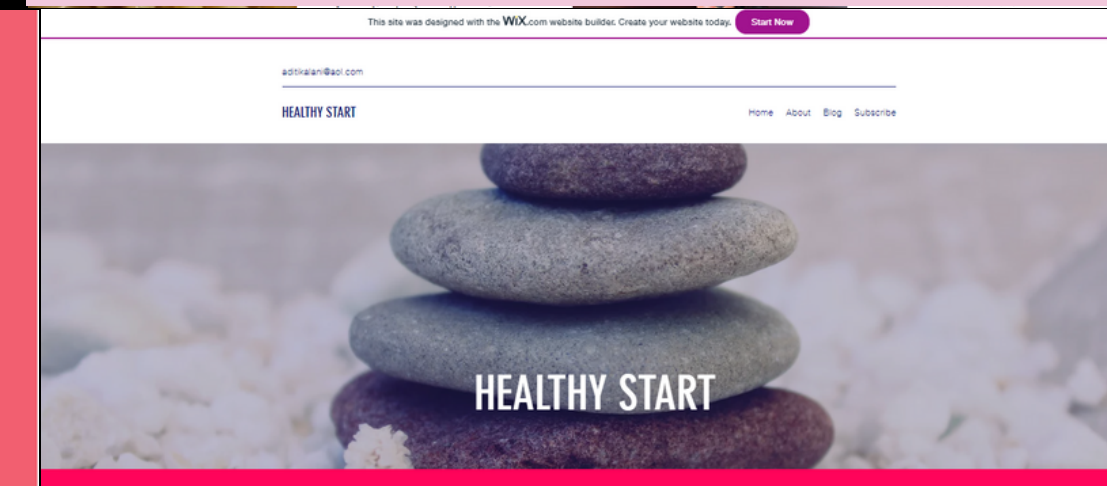 This site was designed with the WiX.com website builder. Create your website today. Start Now
aditikalani@aol.com
HEALTHY START
Home About Blog Subscribe
HEALTHY START